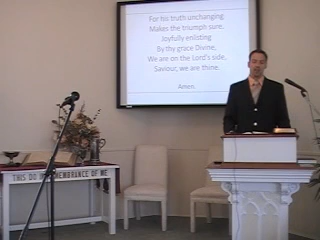 For his truth unchanging
Makes the triumph sure.
Joyfully enlisting
By thy grace Divine,
We are on the Lord's side,
Saviour, we are thine.
Amen.
THIS DO IN REMEMBRANCE OF ME